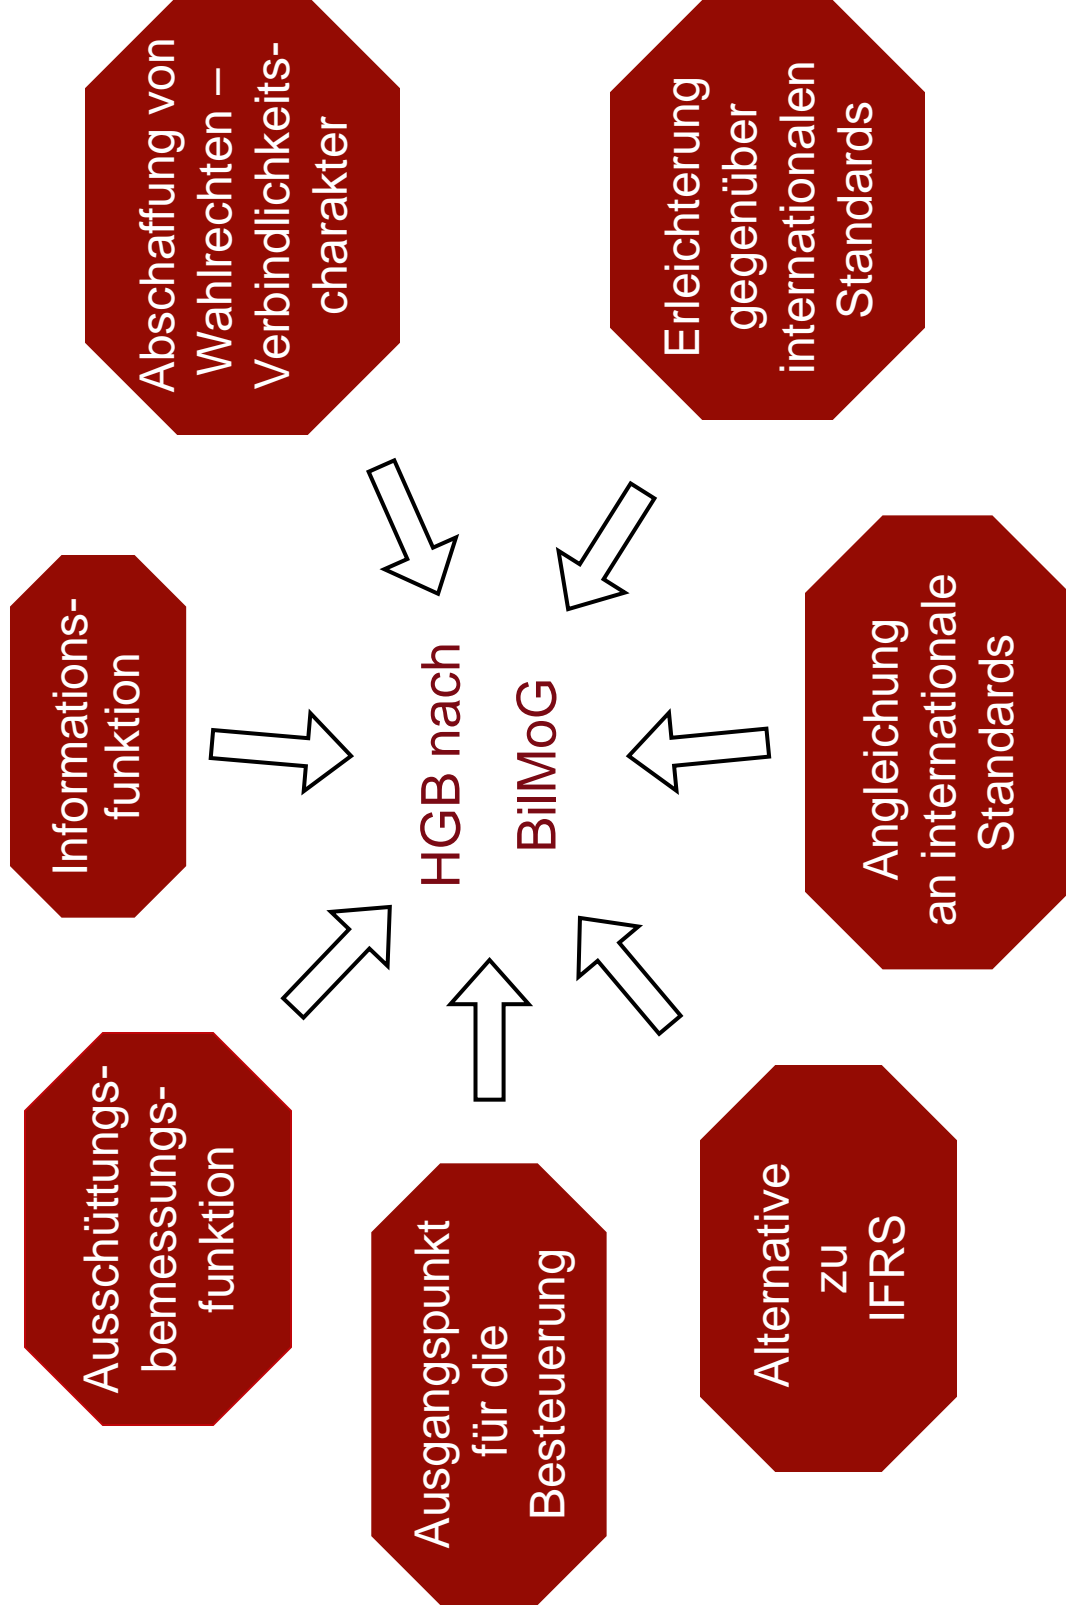 Ausschüttungs-
bemessungs-
funktion
Informations-
funktion
Abschaffung von
Wahlrechten –
Verbindlichkeits-
charakter
Ausgangspunkt
für die
Besteuerung
HGB nach
BilMoG
Erleichterung
gegenüber
internationalen
Standards
Alternative
zu
IFRS
Angleichung
an internationale
Standards